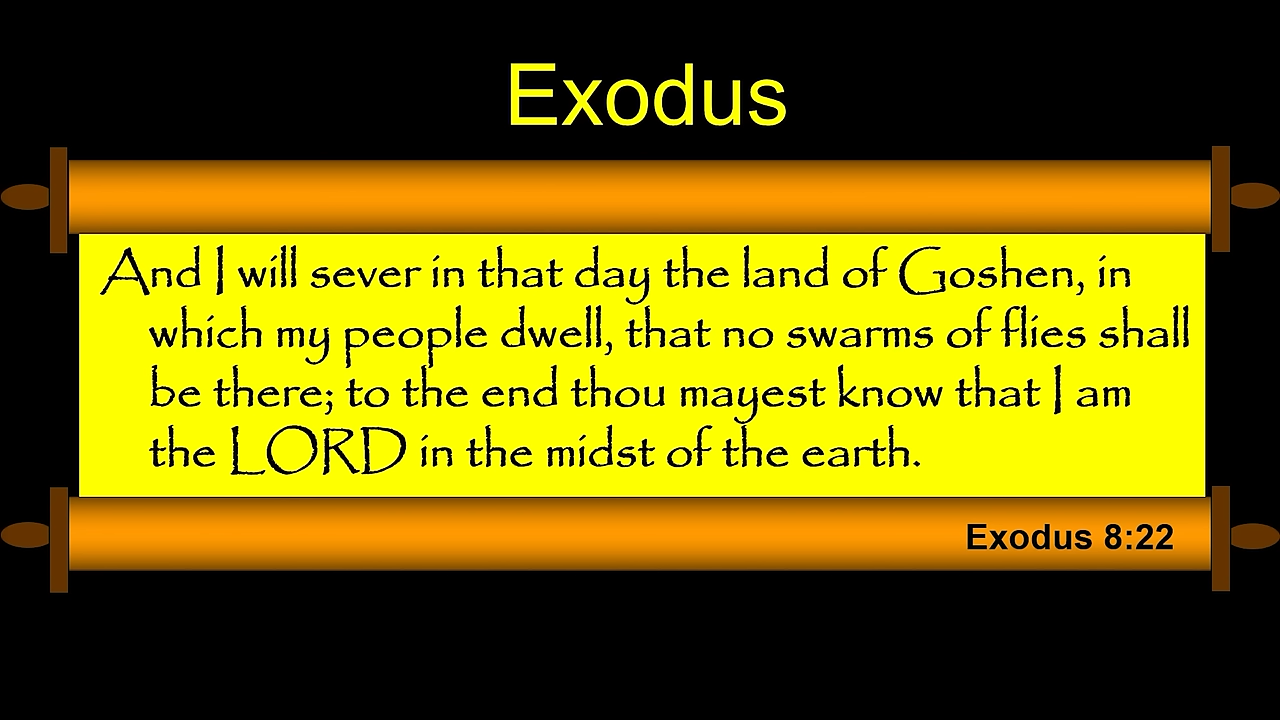 Exodus
And I will sever in that day the land of Goshen, in
which my people dwell, that no swarms of flies shall
be there; to the end thou mayest know that I am
the LORD in the midst of the earth.
Exodus 8:22